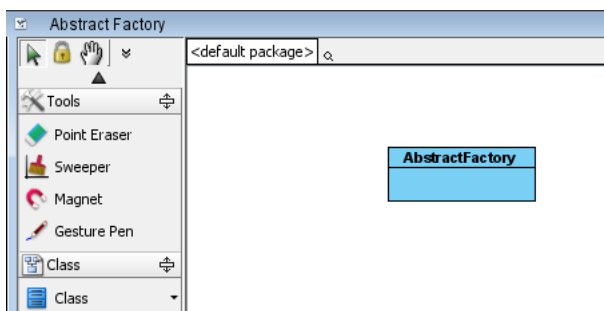 Abstract Factory
<default package>
Tools
Point Eraser
Sweeper
Magnet
Gesture Pen
Class
Class
AbstractFactory